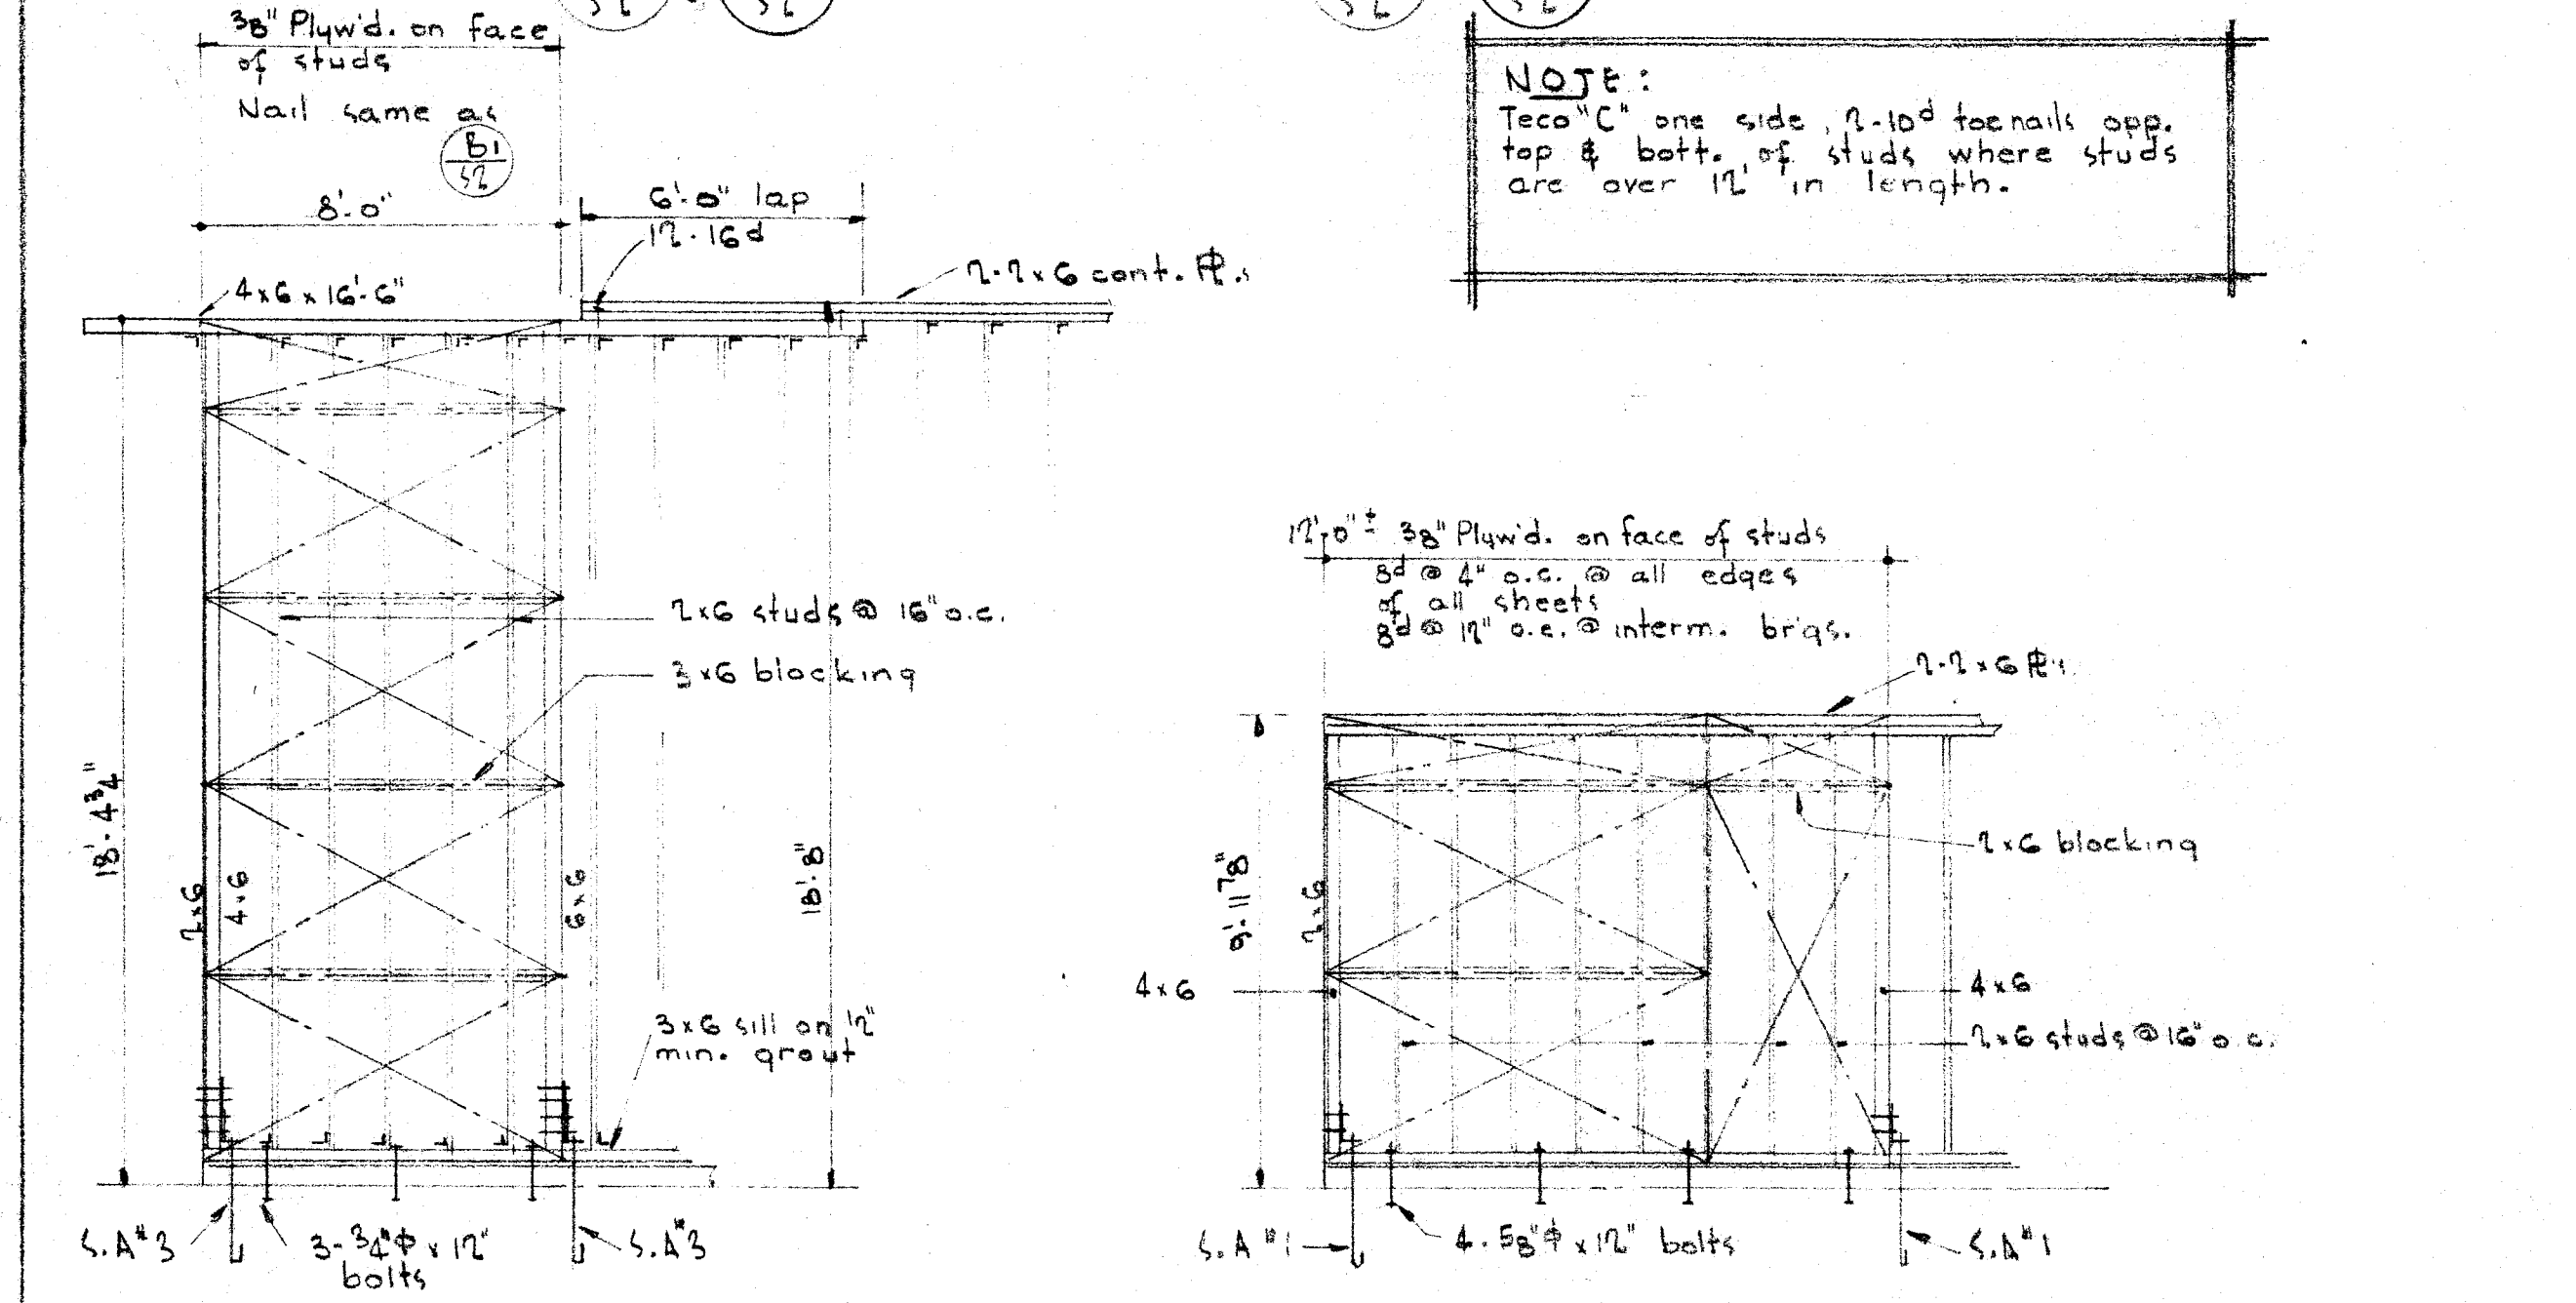 3/8" Plyw'd. on face
of studs
Nail same as
B1
S2
8'-0"
6'-0" lap
12-16d
4x6x16'-6"
2-2x6 cont. PL.s
2x6 studs @ 16" o.c.
3x6 blocking
18'-4 3/4"
2x6
4x6
6x6
18'-8"
3x6 sill on 1/2"
min. grout
S.A#3
3-3/4"Φ x 12"
bolts
S.A#3
S2
S2
S2
S2
NOTE:
Teco "C" one side, 2-10d toenails opp.
top & bott. of studs where studs
are over 12' in length.
12'-0"± 3/8" Plyw'd. on face of studs
8d @ 4" o.c. @ all edges
of all sheets
8d @ 12" o.c. @ interm. br'gs.
2-2x6 PL's
2x6 blocking
9'-11 7/8"
2x6
4x6
4x6
2x6 studs @ 16" o.c.
S.A #1
4-5/8"Φ x 12" bolts
S.A#1